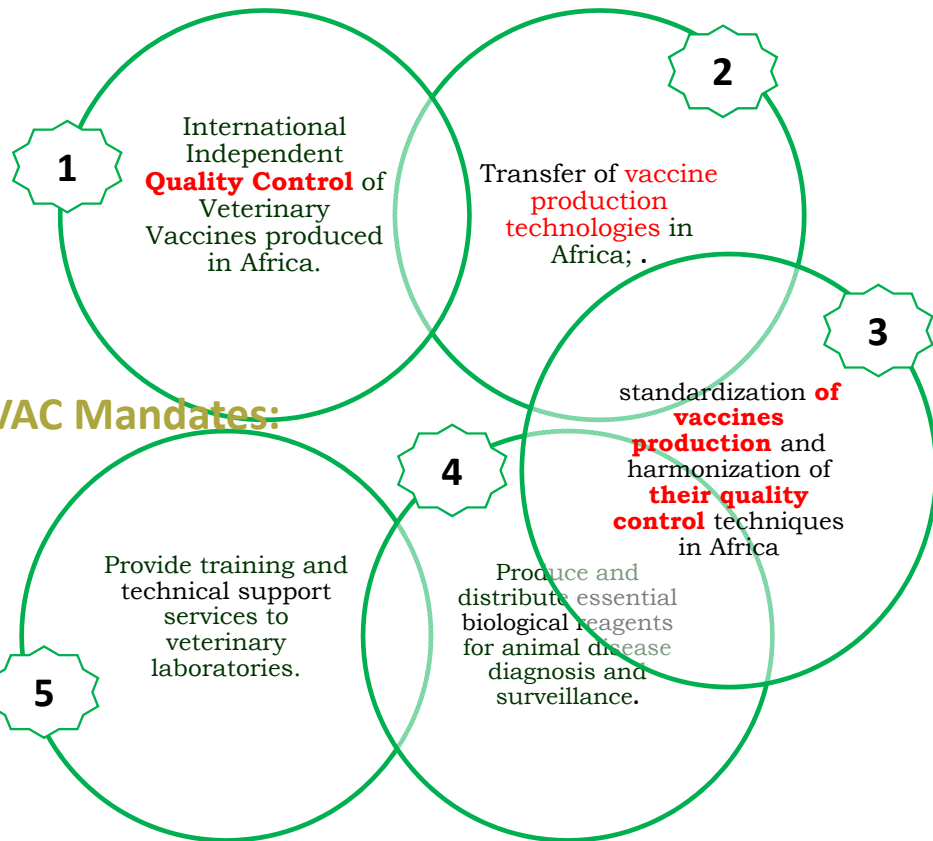 1
International
Independent
Quality Control of
Veterinary
Vaccines produced
in Africa.
2
Transfer of vaccine
production
technologies in
Africa; .
3
standardization of
vaccines
production and
harmonization of
their quality
control techniques
in Africa
VAC Mandates:
4
Produce and
distribute essential
biological reagents
for animal disease
diagnosis and
surveillance.
5
Provide training and
technical support
services to
veterinary
laboratories.